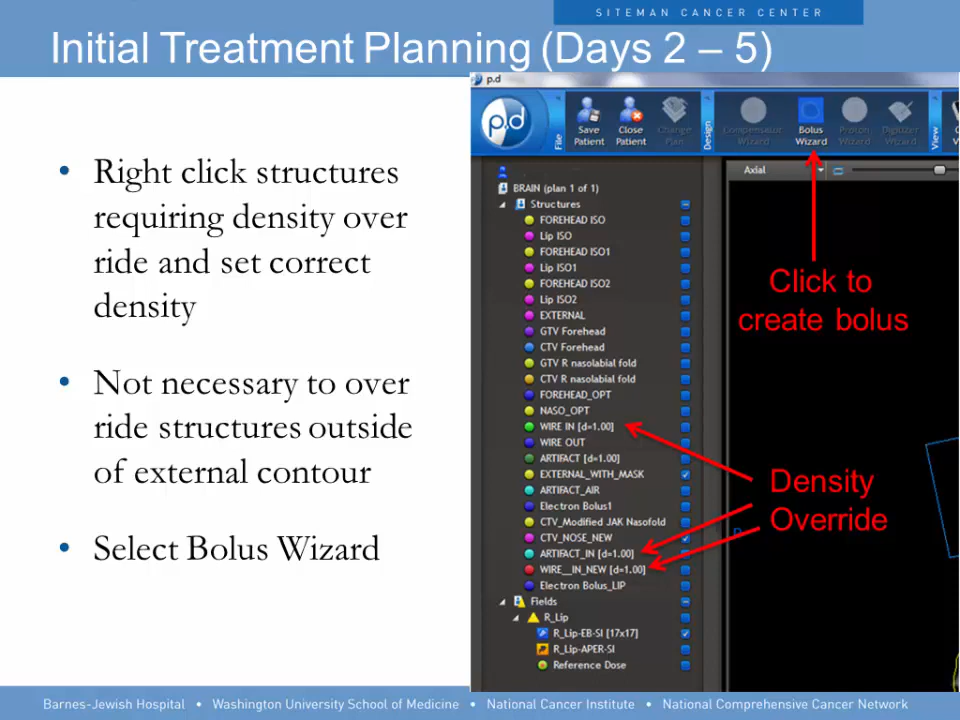 SITEMAN CANCER CENTER
Initial Treatment Planning (Days 2 – 5)
• Right click structures
requiring density over
ride and set correct
density
• Not necessary to over
ride structures outside
of external contour
• Select Bolus Wizard
p.d
p.d
File
Save
Patient
Close
Patient
Change
Plan
Design
Compensator
Wizard
Bolus
Wizard
Proton
Wizard
Digitizer
Wizard
View
BRAIN (plan 1 of 1)
Structures
FOREHEAD ISO
Lip ISO
FOREHEAD ISO1
Lip ISO1
FOREHEAD ISO2
Lip ISO2
EXTERNAL
GTV Forehead
CTV Forehead
GTV R nasolabial fold
CTV R nasolabial fold
FOREHEAD_OPT
NASO_OPT
WIRE IN [d=1.00]
WIRE OUT
ARTIFACT [d=1.00]
EXTERNAL_WITH_MASK
ARTIFACT_AIR
Electron Bolus1
CTV_Modified JAK Nasofold
CTV_NOSE_NEW
ARTIFACT_IN [d=1.00]
WIRE__IN_NEW [d=1.00]
Electron Bolus_LIP
Fields
R_Lip
R_Lip-EB-SI [17x17]
R_Lip-APER-SI
Reference Dose
Axial
Click to
create bolus
Density
Override
Barnes-Jewish Hospital • Washington University School of Medicine • National Cancer Institute • National Comprehensive Cancer Network